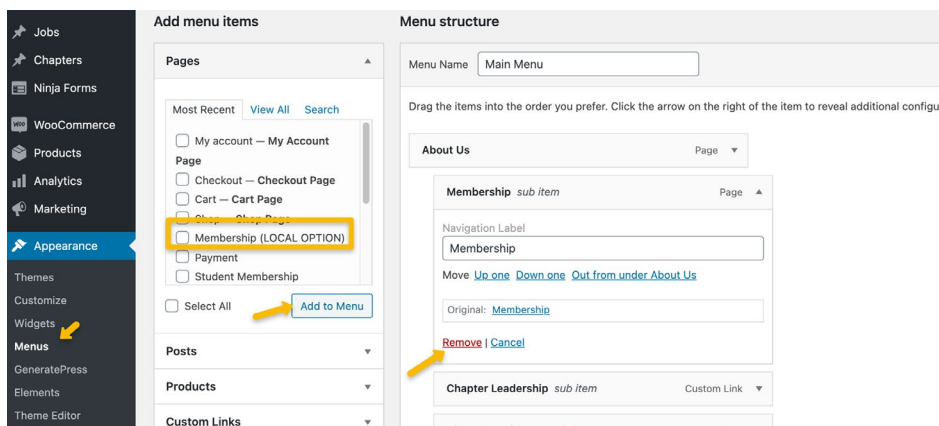 Jobs
Chapters
Ninja Forms
WooCommerce
Products
Analytics
Marketing
Appearance
Themes
Customize
Widgets
Menus
GeneratePress
Elements
Theme Editor
Add menu items
Pages
Most Recent View All Search
My account — My Account
Page
Checkout — Checkout Page
Cart — Cart Page
Shop — Shop Page
Membership (LOCAL OPTION)
Payment
Student Membership
Select All Add to Menu
Posts
Products
Custom Links
Menu structure
Menu Name Main Menu
Drag the items into the order you prefer. Click the arrow on the right of the item to reveal additional configu
About Us Page
Membership sub item Page
Navigation Label
Membership
Move Up one Down one Out from under About Us
Original: Membership
Remove | Cancel
Chapter Leadership sub item Custom Link